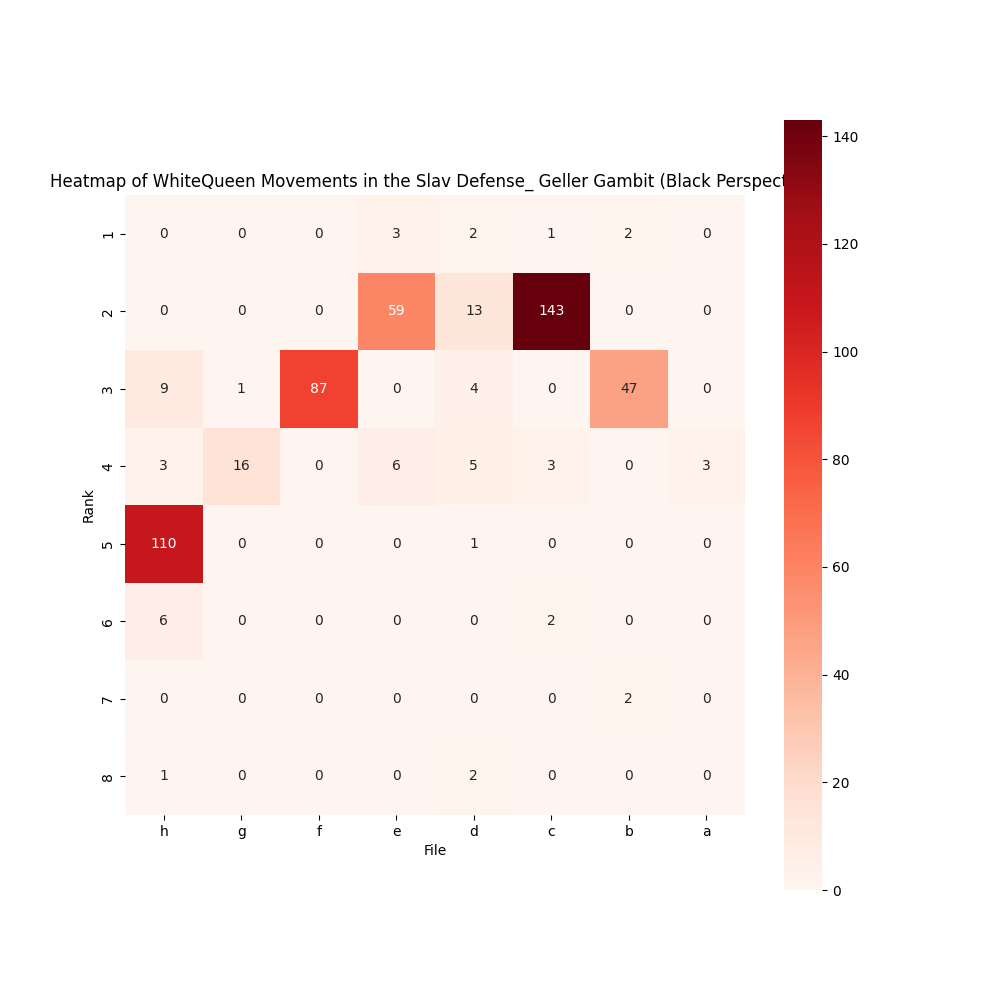 140
Heatmap of WhiteQueen Movements in the Slav Defense_ Geller Gambit (Black Perspect
1 0 0 0 3 2 1 2 0
120
2 0 0 0 59 13 143 0 0
100
3 9 1 87 0 4 0 47 0
80
4 3 16 0 6 5 3 0 3
Rank
60
5 110 0 0 0 1 0 0 0
6 6 0 0 0 0 2 0 0
40
7 0 0 0 0 0 0 2 0
20
8 1 0 0 0 2 0 0 0
h g f e d c b a
File
0